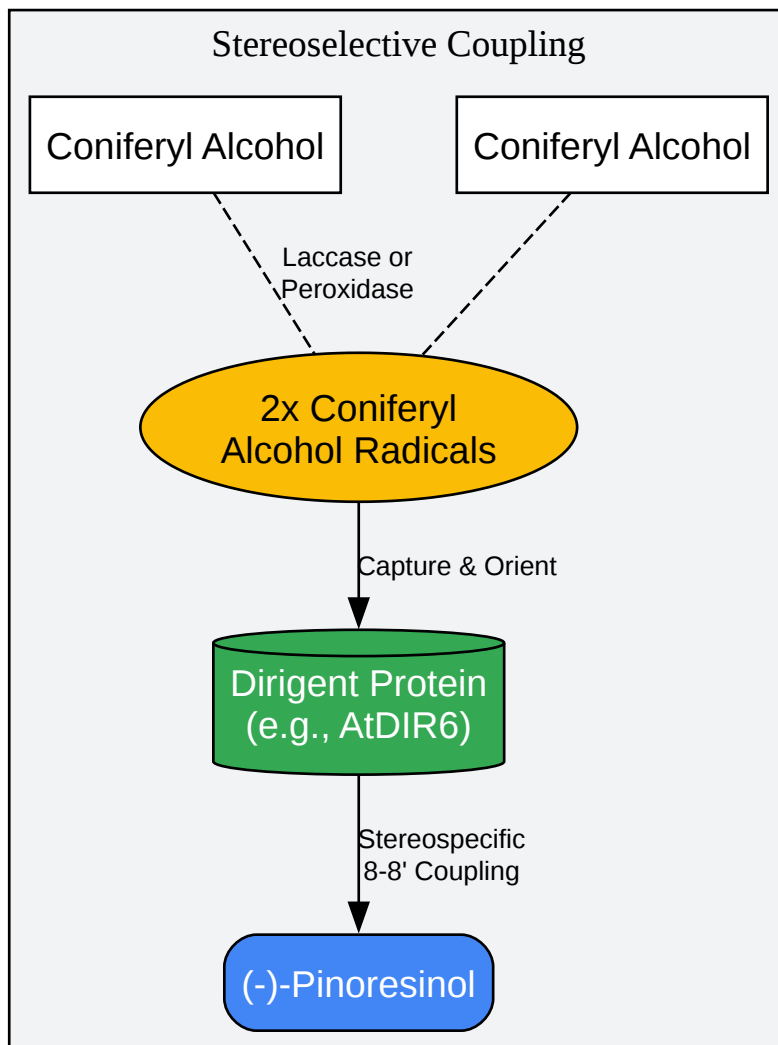 Stereoselective Coupling
Coniferyl Alcohol
Coniferyl Alcohol
Laccase or
Peroxidase
2x Coniferyl
Alcohol Radicals
Capture & Orient
Dirigent Protein
(e.g., AtDIR6)
Stereospecific
8-8' Coupling
(-)-Pinoresinol